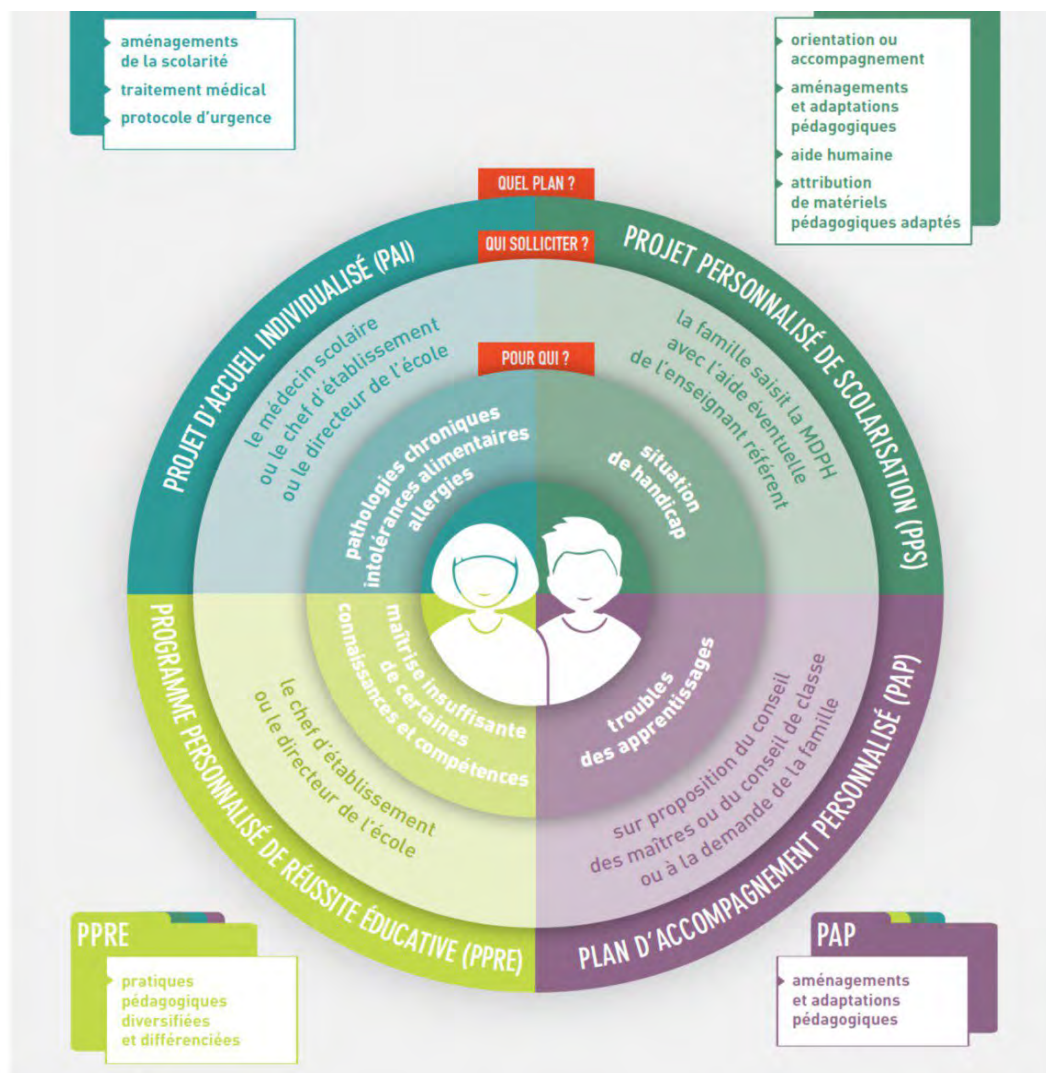 aménagements
de la scolarité
traitement médical
protocole d'urgence
orientation ou
accompagnement
aménagements
et adaptations
pédagogiques
aide humaine
attribution
de matériels
pédagogiques adaptés
QUEL PLAN ?
QUI SOLLICITER ?
POUR QUI ?
PROJET D'ACCUEIL INDIVIDUALISÉ (PAI)
le médecin scolaire
ou le chef d'établissement
ou le directeur de l'école
pathologies chroniques
intolérances alimentaires
allergies
PROJET PERSONNALISÉ DE SCOLARISATION (PPS)
la famille saisit la MDPH
avec l'aide éventuelle
de l'enseignant référent
situation
de handicap
PROGRAMME PERSONNALISÉ DE RÉUSSITE ÉDUCATIVE (PPRE)
le chef d'établissement
ou le directeur de l'école
maîtrise insuffisante
de certaines
connaissances et compétences
PLAN D'ACCOMPAGNEMENT PERSONNALISÉ (PAP)
sur proposition du conseil
des maîtres ou du conseil de classe
ou à la demande de la famille
troubles
des apprentissages
PPRE
pratiques
pédagogiques
diversifiées
et différenciées
PAP
aménagements
et adaptations
pédagogiques